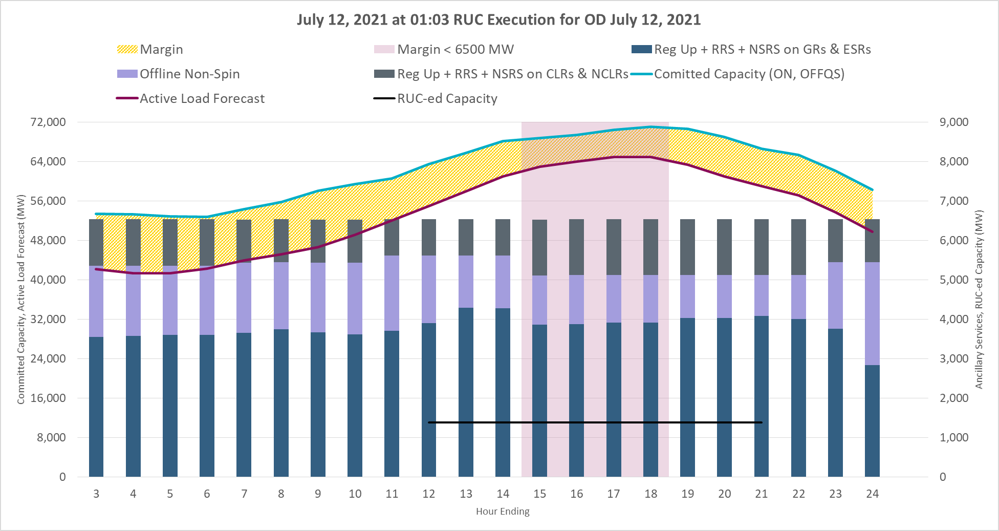 July 12, 2021 at 01:03 RUC Execution for OD July 12, 2021
Margin
Margin < 6500 MW
Reg Up + RRS + NSRS on GRs & ESRs
Offline Non-Spin
Reg Up + RRS + NSRS on CLRs & NCLRs
Comitted Capacity (ON, OFFQS)
Active Load Forecast
RUC-ed Capacity
Committed Capacity, Active Load Forecast (MW)
72,000
64,000
56,000
48,000
40,000
32,000
24,000
16,000
8,000
0
9,000
8,000
7,000
6,000
5,000
4,000
3,000
2,000
1,000
0
Ancillary Services, RUC-ed Capacity (MW)
3 4 5 6 7 8 9 10 11 12 13 14 15 16 17 18 19 20 21 22 23 24
Hour Ending